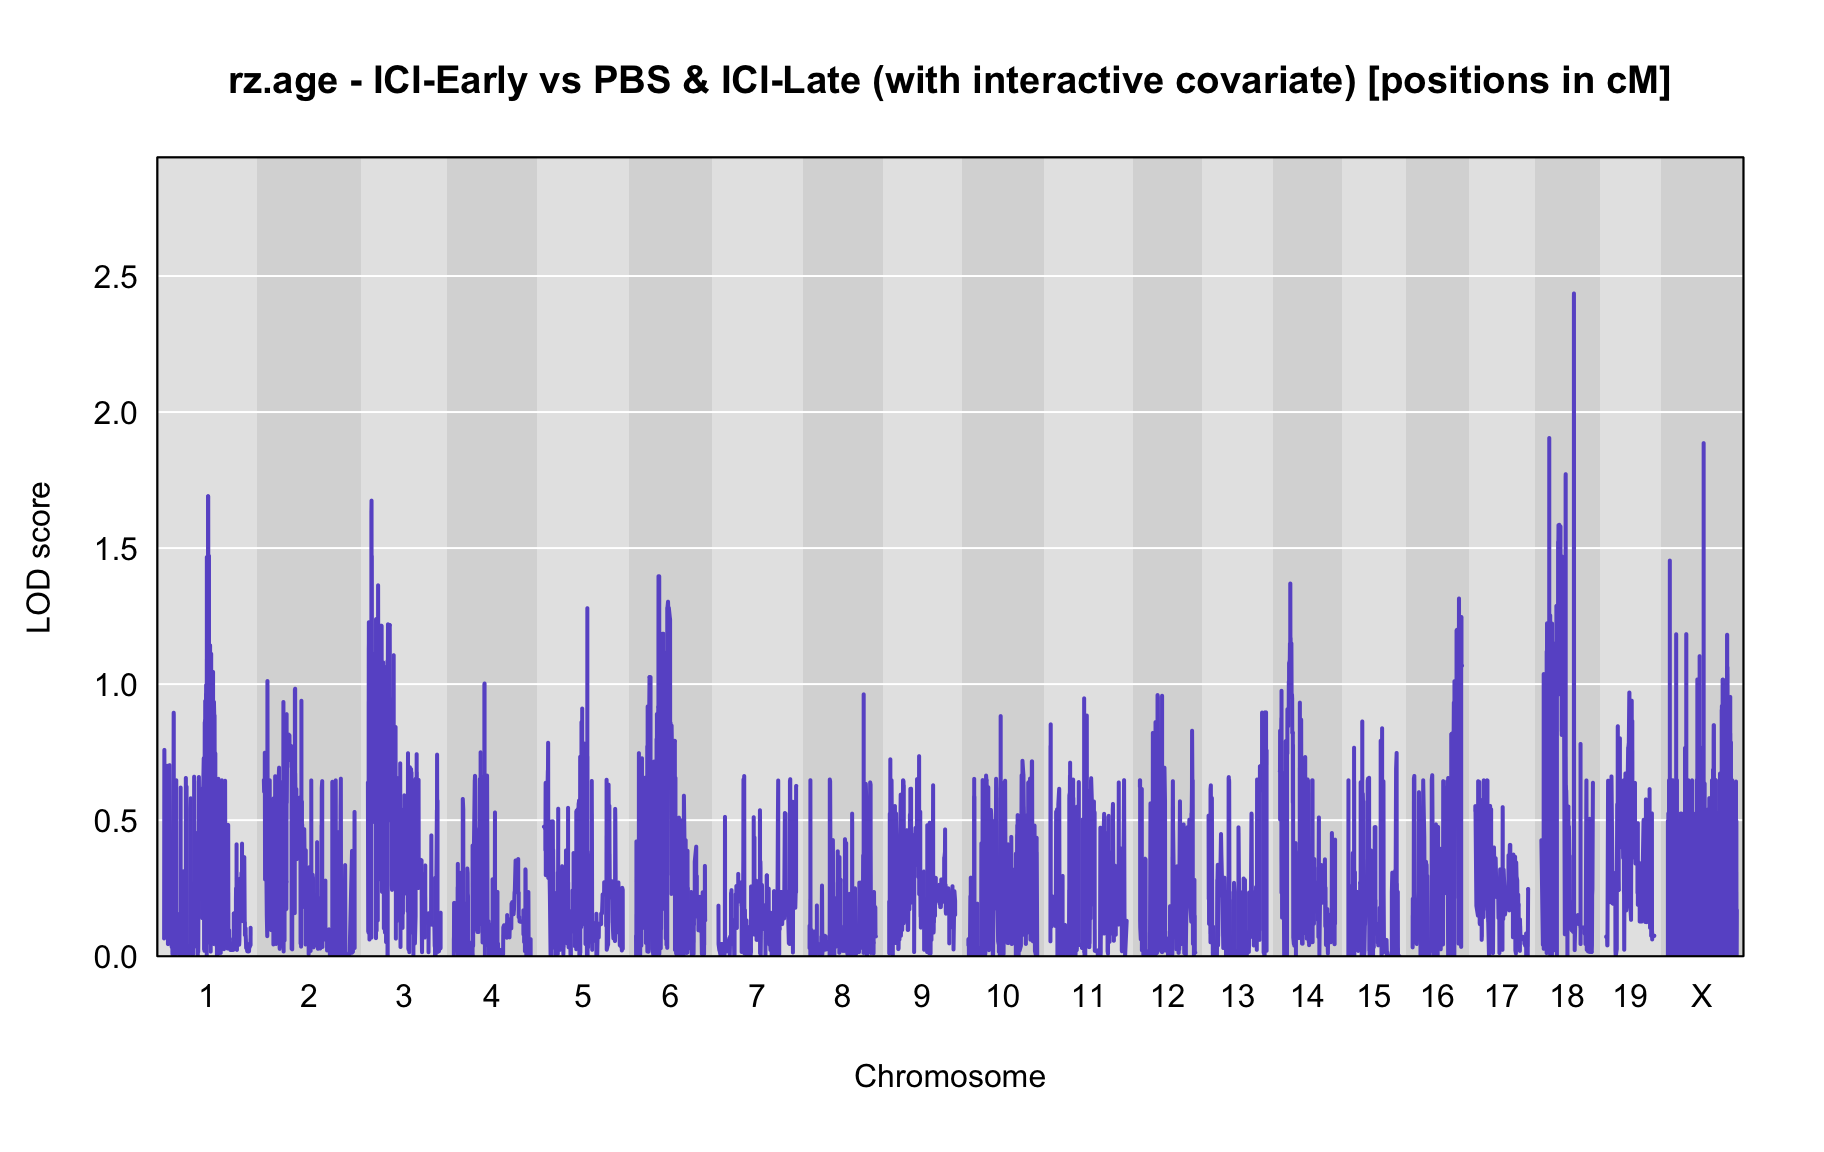 rz.age - ICI-Early vs PBS & ICI-Late (with interactive covariate) [positions in cM]
2.5
2.0
1.5
1.0
0.5
0.0
LOD score
1 2 3 4 5 6 7 8 9 10 11 12 13 14 15 16 17 18 19 X
Chromosome